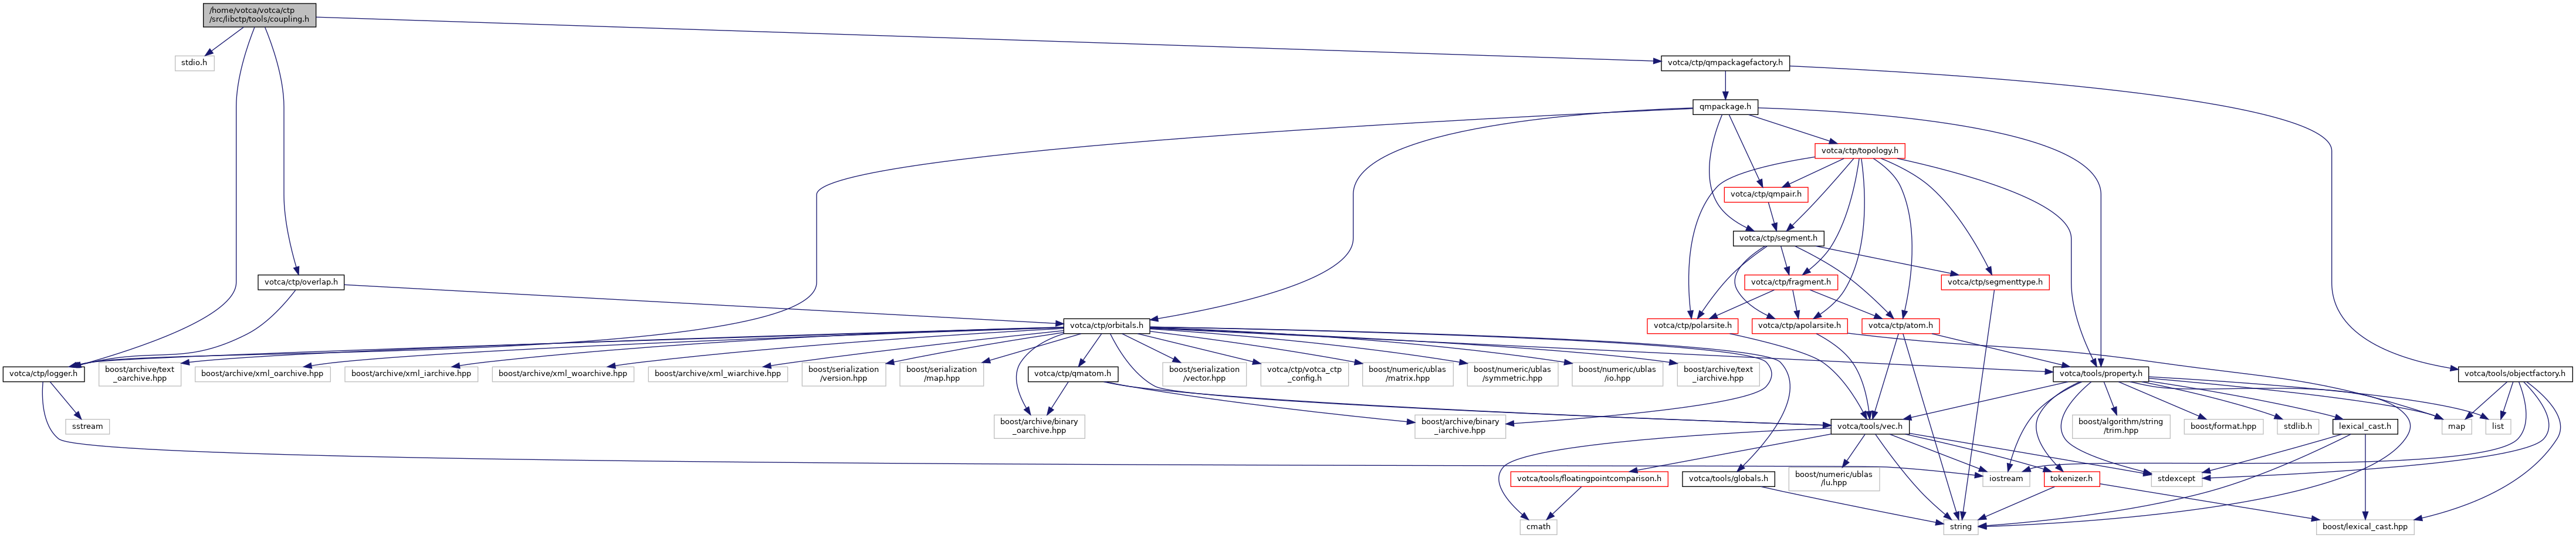 /home/votca/votca/ctp
/src/libctp/tools/coupling.h
stdio.h
votca/ctp/qmpackagefactory.h
qmpackage.h
votca/ctp/topology.h
votca/ctp/qmpair.h
votca/ctp/segment.h
votca/ctp/overlap.h
votca/ctp/fragment.h
votca/ctp/segmenttype.h
votca/ctp/orbitals.h
votca/ctp/polarsite.h
votca/ctp/apolarsite.h
votca/ctp/atom.h
votca/ctp/logger.h
boost/archive/text
_oarchive.hpp
boost/archive/xml_oarchive.hpp
boost/archive/xml_iarchive.hpp
boost/archive/xml_woarchive.hpp
boost/archive/xml_wiarchive.hpp
boost/serialization
/version.hpp
boost/serialization
/map.hpp
votca/ctp/qmatom.h
boost/serialization
/vector.hpp
votca/ctp/votca_ctp
_config.h
boost/numeric/ublas
/matrix.hpp
boost/numeric/ublas
/symmetric.hpp
boost/numeric/ublas
/io.hpp
boost/archive/text
_iarchive.hpp
votca/tools/property.h
votca/tools/objectfactory.h
sstream
boost/archive/binary
_oarchive.hpp
boost/archive/binary
_iarchive.hpp
votca/tools/vec.h
boost/algorithm/string
/trim.hpp
boost/format.hpp
stdlib.h
lexical_cast.h
map
list
votca/tools/floatingpointcomparison.h
votca/tools/globals.h
boost/numeric/ublas
/lu.hpp
iostream
tokenizer.h
stdexcept
cmath
string
boost/lexical_cast.hpp